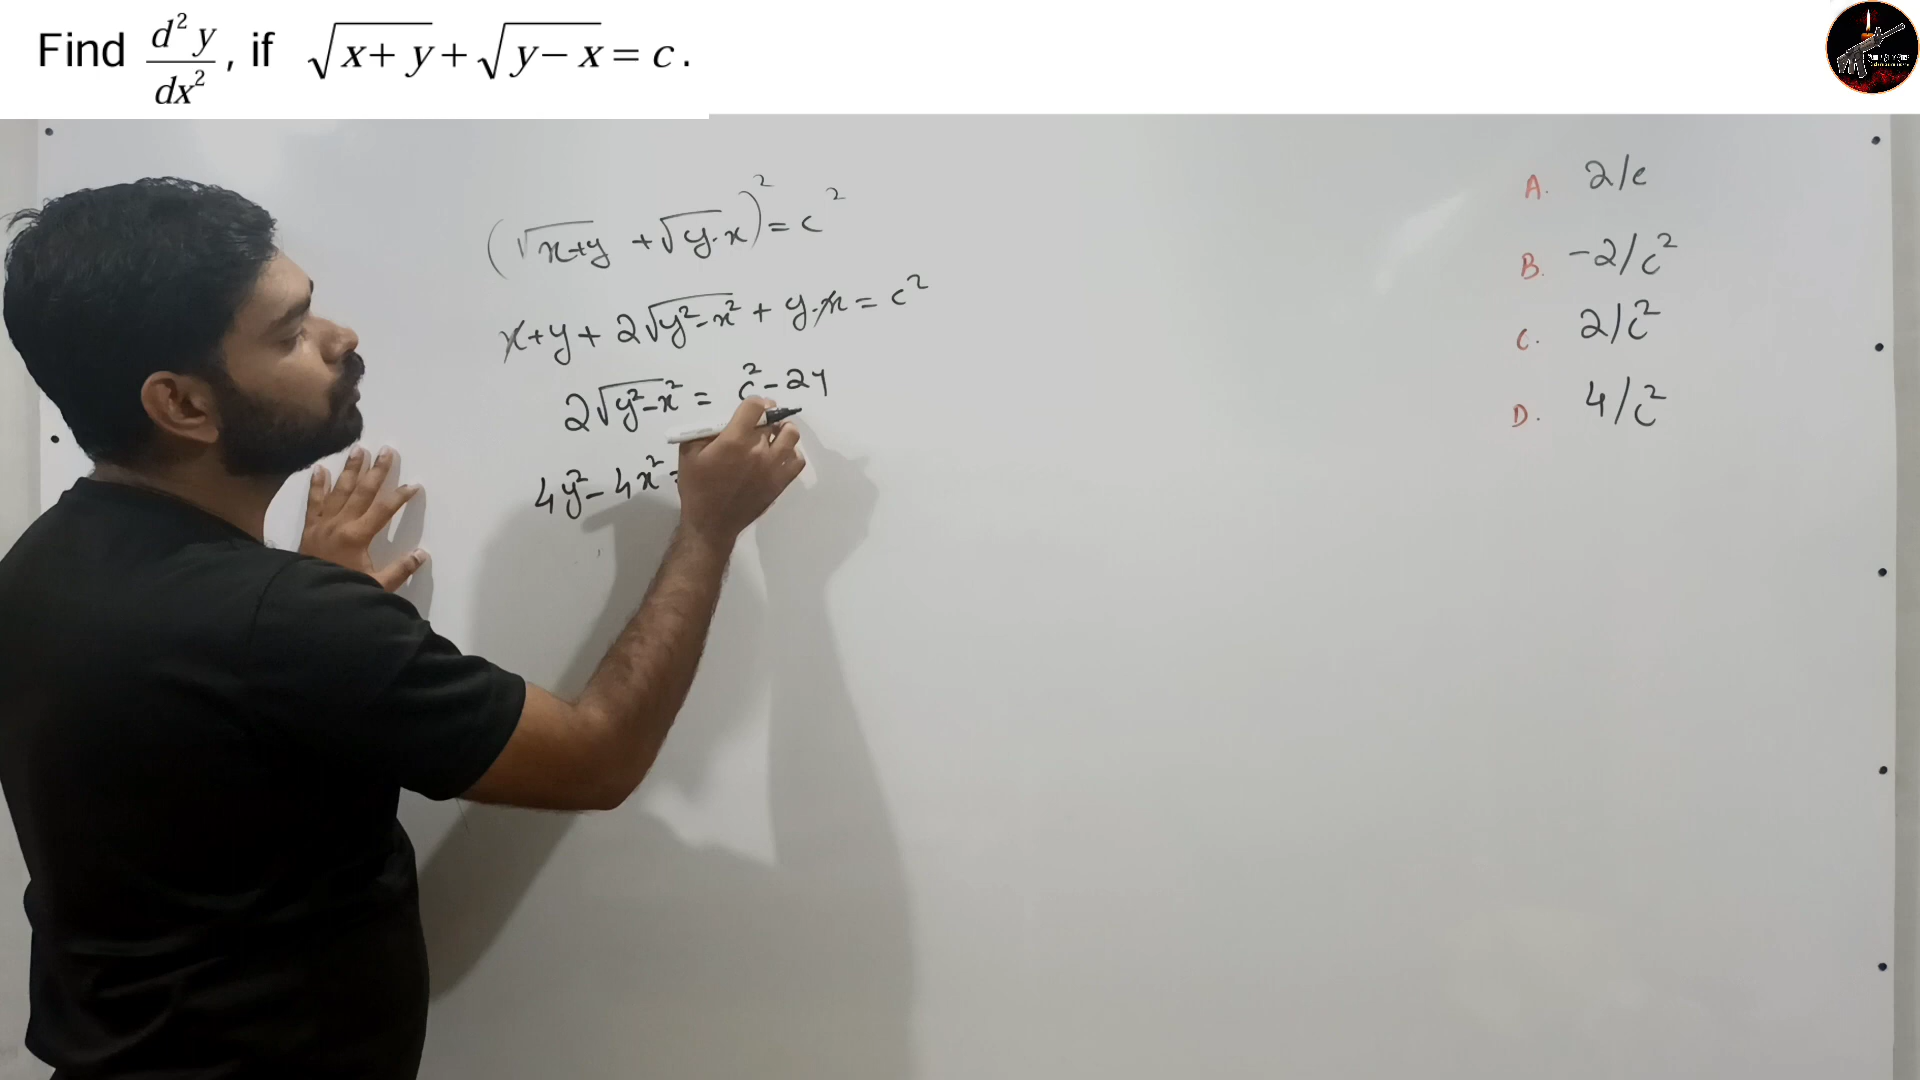 Find d²y/dx², if √(x+y) + √(y−x) = c.
(√(x+y) + √(y-x))² = c²
x+y + 2√(y²-x²) + y-x = c²
2√(y²-x²) = c² - 2y
4y² - 4x² =
A. 2/c
B. -2/c²
C. 2/c²
D. 4/c²